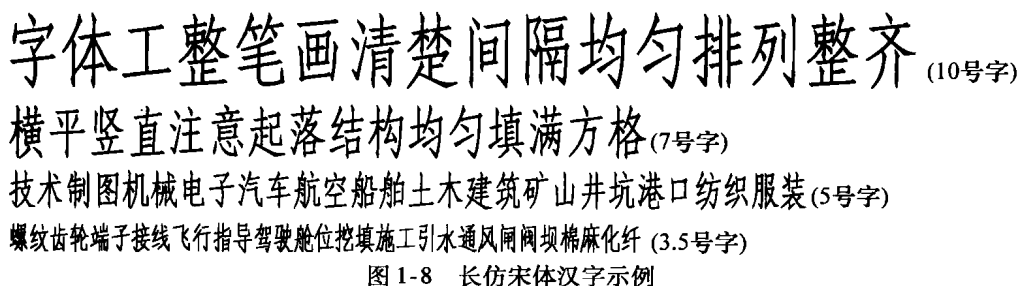 字体工整笔画清楚间隔均匀排列整齐(10号字)
横平竖直注意起落结构均匀填满方格(7号字)
技术制图机械电子汽车航空船舶土木建筑矿山井坑港口纺织服装(5号字)
螺纹齿轮端子接线飞行指导驾驶舱位挖填施工引水通风闸阀坝棉麻化纤(3.5号字)
图1-8 长仿宋体汉字示例